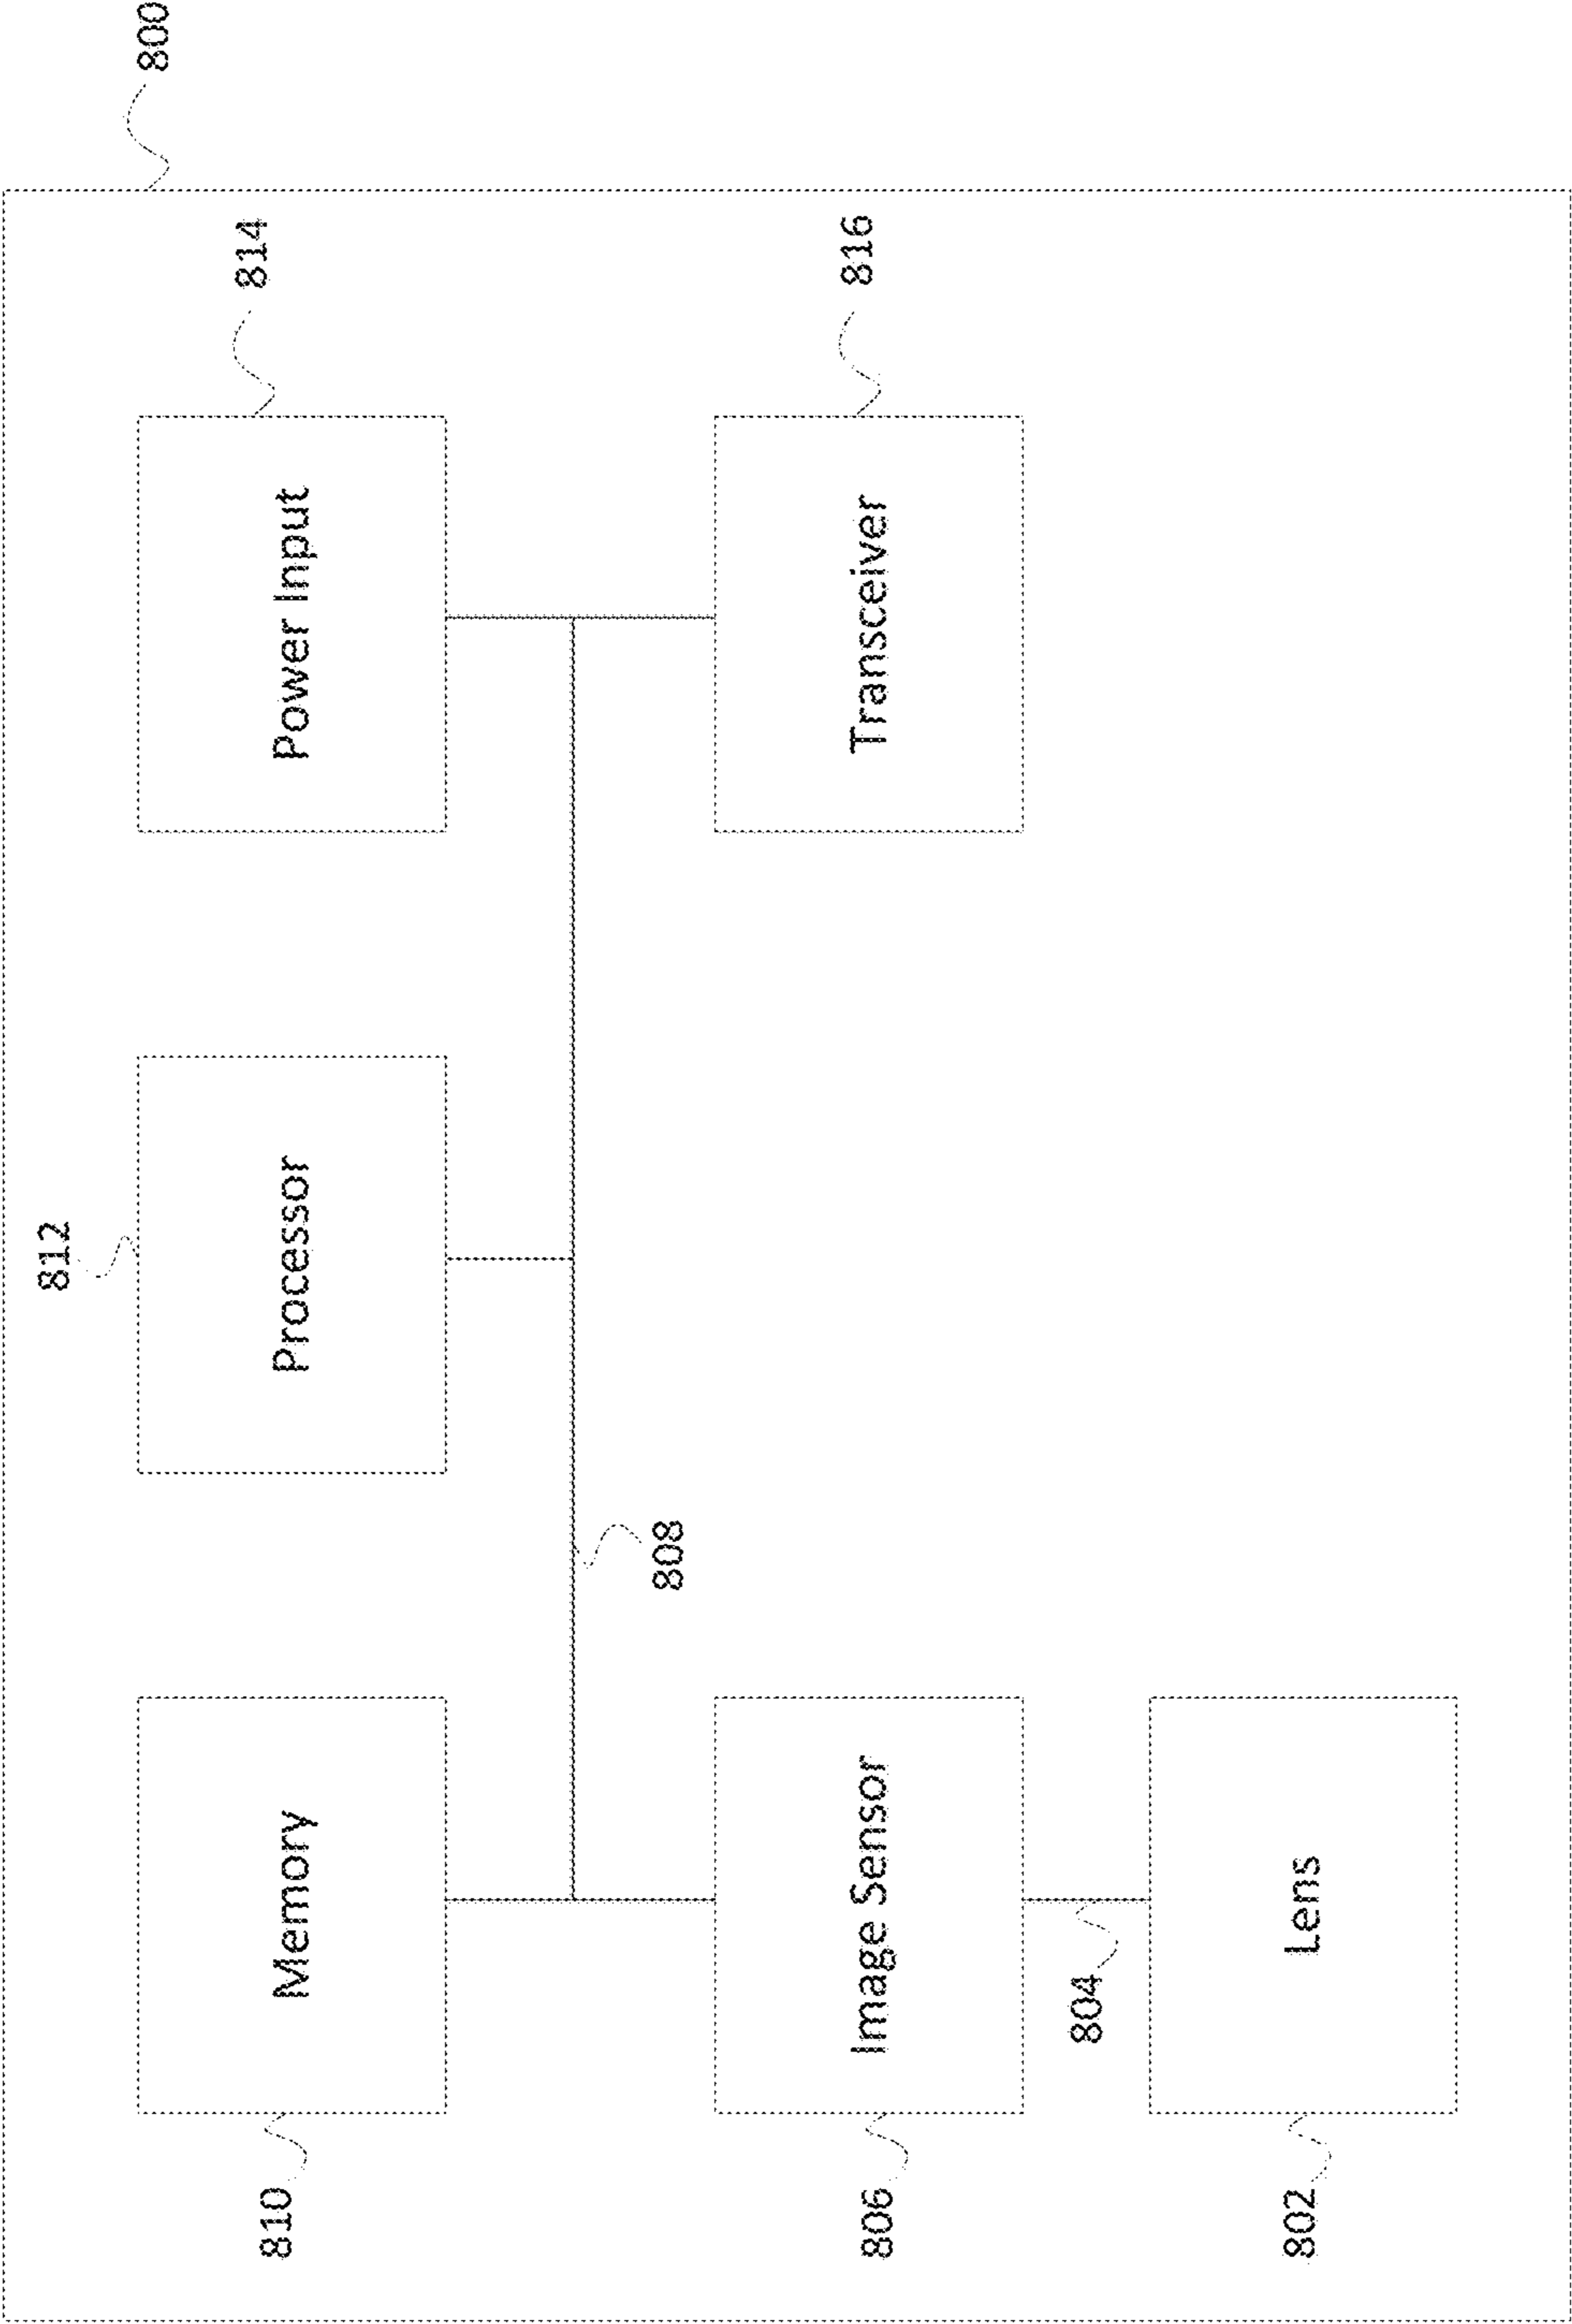 800
812
814
Memory
Processor
Power Input
810
808
816
Image Sensor
Transceiver
806
804
Lens
802